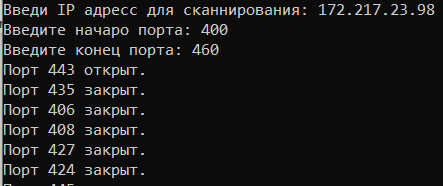 Введи IP адресс для сканнирования: 172.217.23.98
Введите начаро порта: 400
Введите конец порта: 460
Порт 443 открыт.
Порт 435 закрыт.
Порт 406 закрыт.
Порт 408 закрыт.
Порт 427 закрыт.
Порт 424 закрыт.